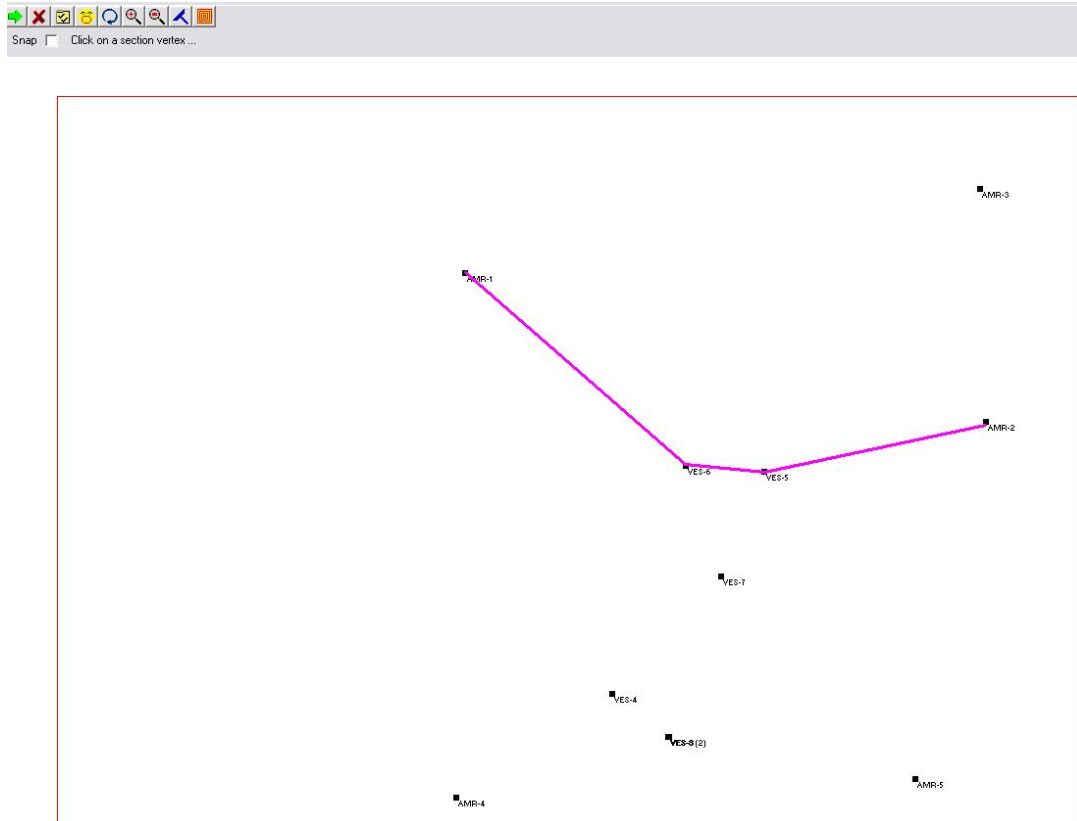 Snap Click on a section vertex ...
AMR-3
AMR-1
AMR-2
VES-6
VES-5
VES-7
VES-4
VES-S(2)
AMR-5
AMR-4